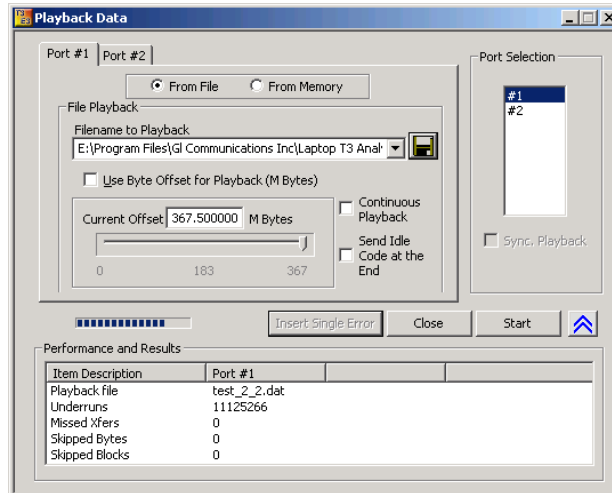 Playback Data
Port #1 Port #2
From File From Memory
File Playback
Filename to Playback
E:\Program Files\Gl Communications Inc\Laptop T3 Anal
Use Byte Offset for Playback (M Bytes)
Current Offset 367.500000 M Bytes
0 183 367
Continuous
Playback
Send Idle
Code at the
End
Port Selection
#1
#2
Sync. Playback
Insert Single Error Close Start
Performance and Results
Item Description Port #1
Playback file test_2_2.dat
Underruns 11125266
Missed Xfers 0
Skipped Bytes 0
Skipped Blocks 0